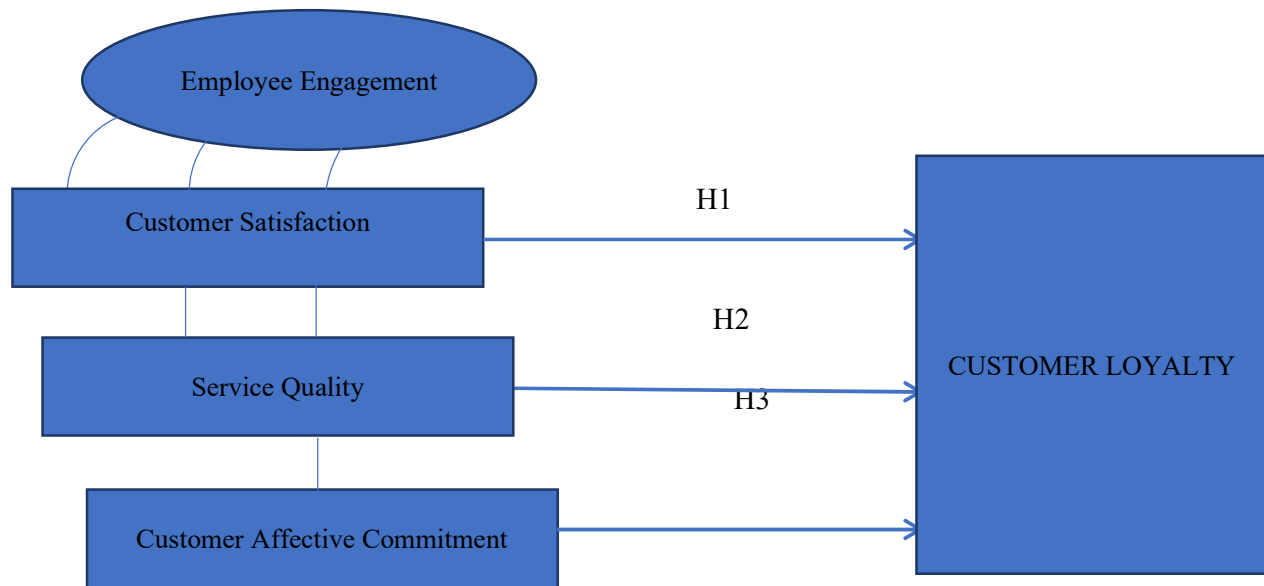 Employee Engagement
Customer Satisfaction
H1
H2
Service Quality
H3
CUSTOMER LOYALTY
Customer Affective Commitment